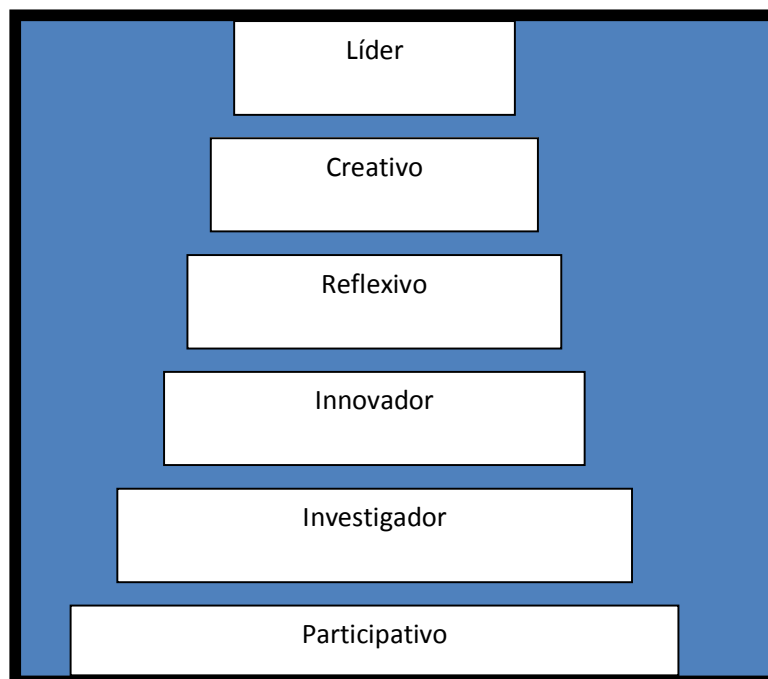 Líder
Creativo
Reflexivo
Innovador
Investigador
Participativo